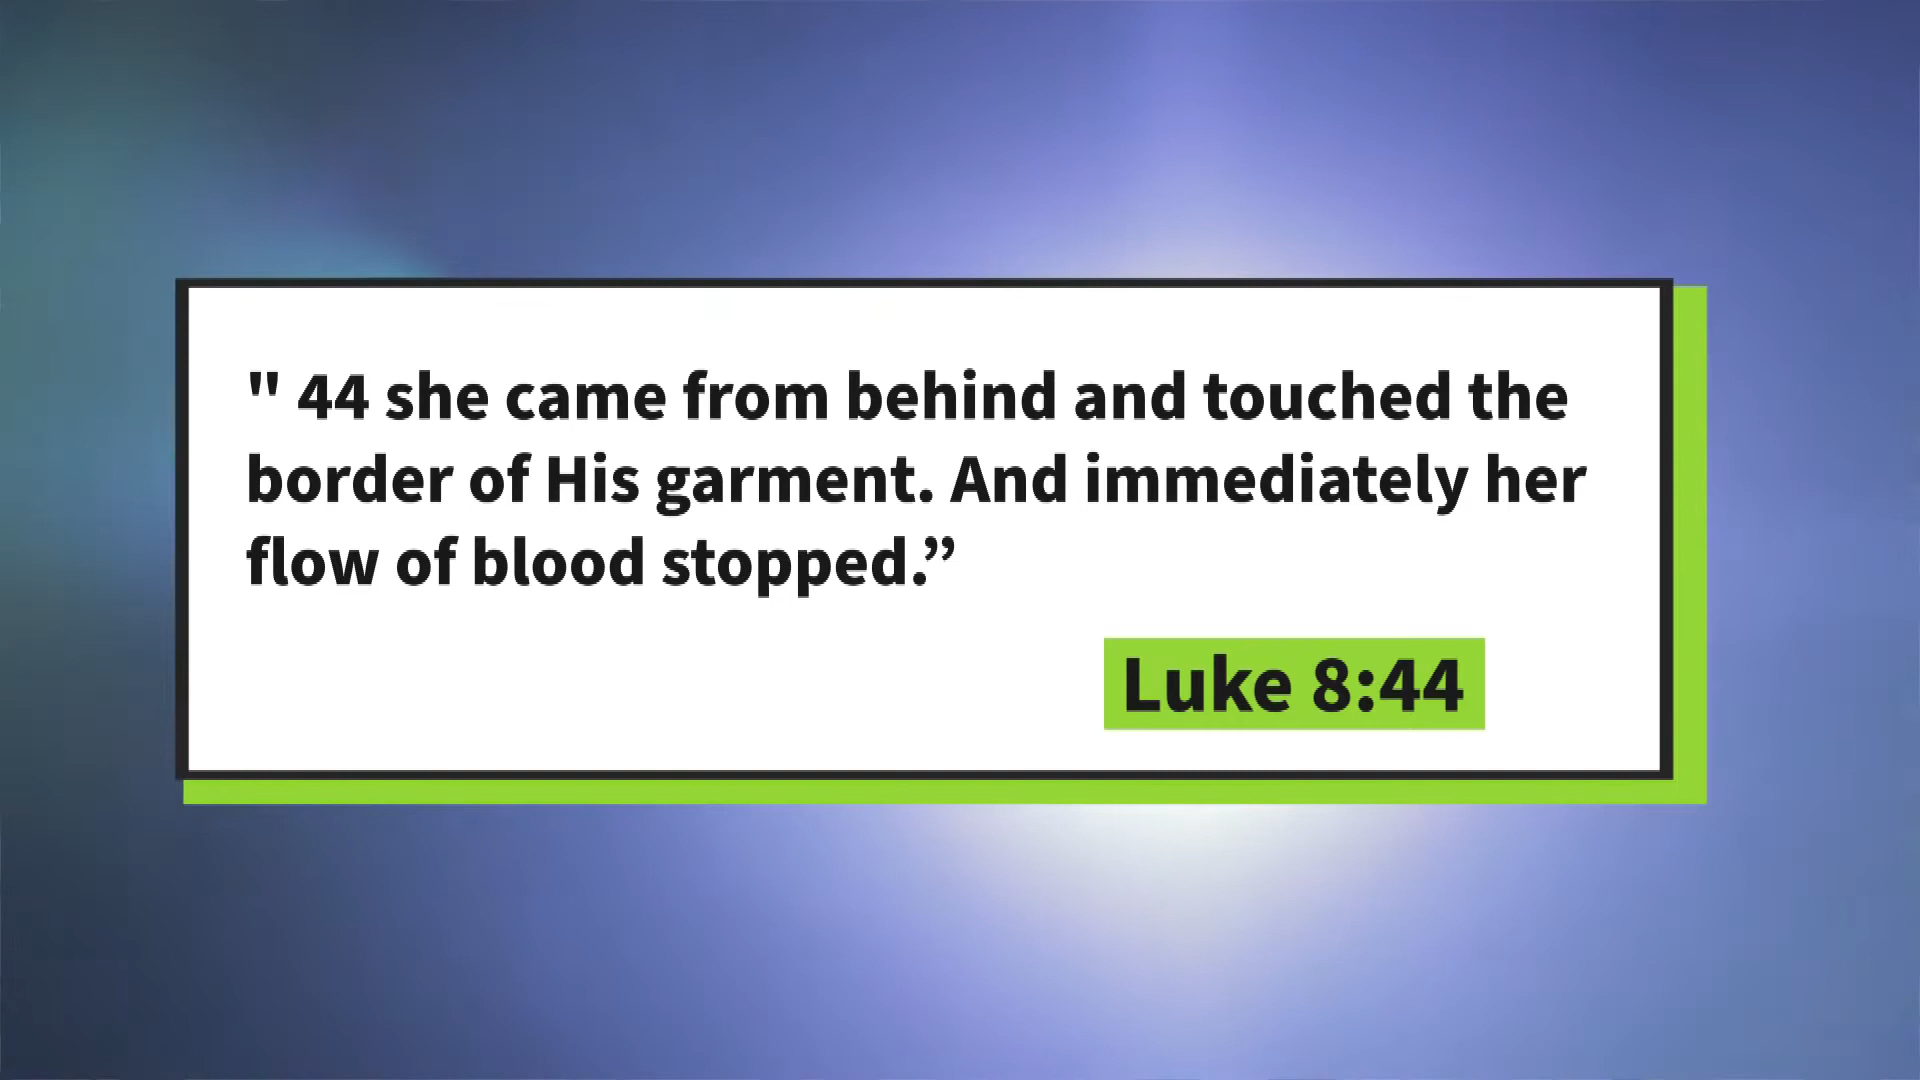 " 44 she came from behind and touched the
border of His garment. And immediately her
flow of blood stopped.”
Luke 8:44